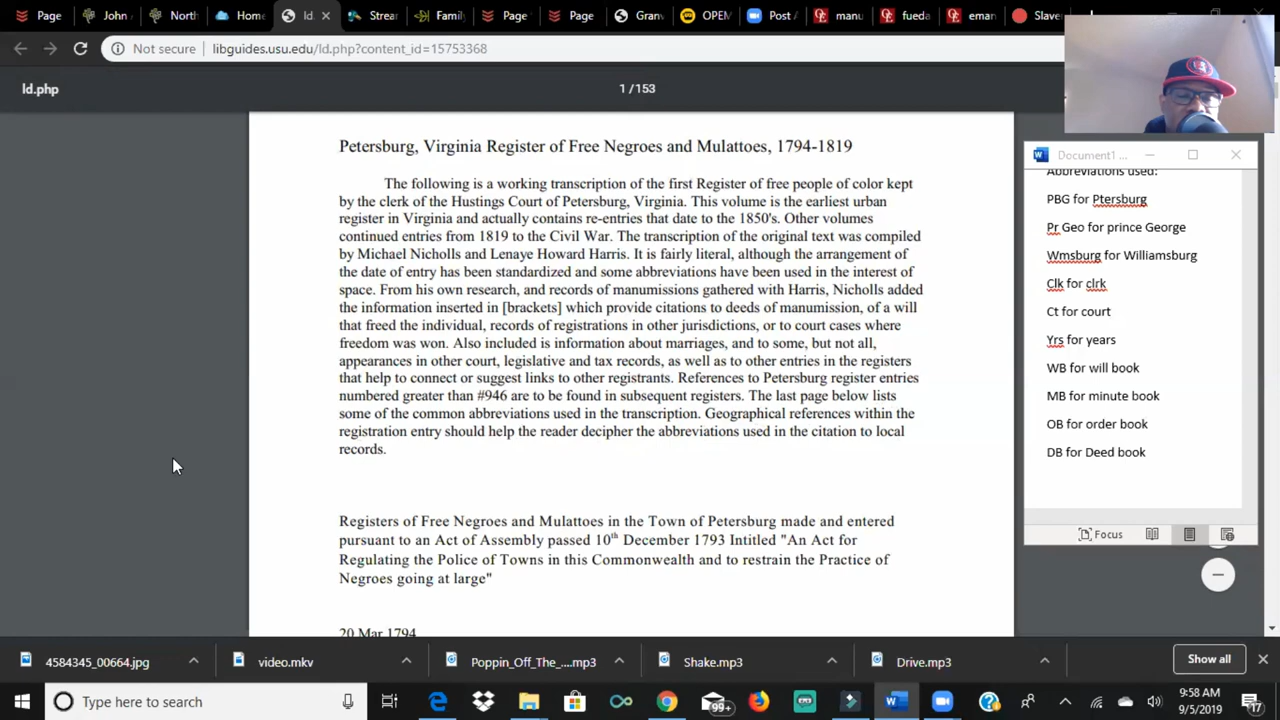 Page
John
North
Home
ld.
Strean
Famil
Page
Page
Granv
OPEM
Post A
manu
fueda
eman
Slaver
Not secure
libguides.usu.edu/ld.php?content_id=15753368
ld.php
1 / 153
Petersburg, Virginia Register of Free Negroes and Mulattoes, 1794-1819
The following is a working transcription of the first Register of free people of color kept
by the clerk of the Hustings Court of Petersburg, Virginia. This volume is the earliest urban
register in Virginia and actually contains re-entries that date to the 1850's. Other volumes
continued entries from 1819 to the Civil War. The transcription of the original text was compiled
by Michael Nicholls and Lenaye Howard Harris. It is fairly literal, although the arrangement of
the date of entry has been standardized and some abbreviations have been used in the interest of
space. From his own research, and records of manumissions gathered with Harris, Nicholls added
the information inserted in [brackets] which provide citations to deeds of manumission, of a will
that freed the individual, records of registrations in other jurisdictions, or to court cases where
freedom was won. Also included is information about marriages, and to some, but not all,
appearances in other court, legislative and tax records, as well as to other entries in the registers
that help to connect or suggest links to other registrants. References to Petersburg register entries
numbered greater than #946 are to be found in subsequent registers. The last page below lists
some of the common abbreviations used in the transcription. Geographical references within the
registration entry should help the reader decipher the abbreviations used in the citation to local
records.
Registers of Free Negroes and Mulattoes in the Town of Petersburg made and entered
pursuant to an Act of Assembly passed 10th December 1793 Intitled "An Act for
Regulating the Police of Towns in this Commonwealth and to restrain the Practice of
Negroes going at large"
20 Mar 1794
Document1 ...
Abbreviations used:
PBG for Ptersburg
Pr Geo for prince George
Wmsburg for Williamsburg
Clk for clrk
Ct for court
Yrs for years
WB for will book
MB for minute book
OB for order book
DB for Deed book
Focus
4584345_00664.jpg
video.mkv
Poppin_Off_The_....mp3
Shake.mp3
Drive.mp3
Show all
Type here to search
99+
9:58 AM
9/5/2019
17